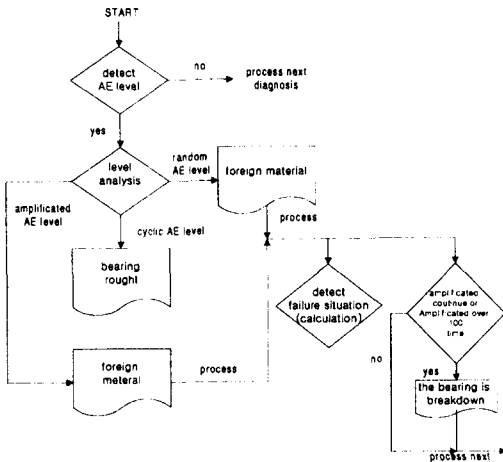 START
detect
AE level
no
process next
diagnosis
yes
level
analysis
random
AE level
foreign material
amplificated
AE level
cyclic AE level
process
bearing
rought
detect
failure situation
(calculation)
amplificated
coutinue or
Amplificated over
100
time
foreign
meteral
process
no
yes
the bearing is
breakdown
process next